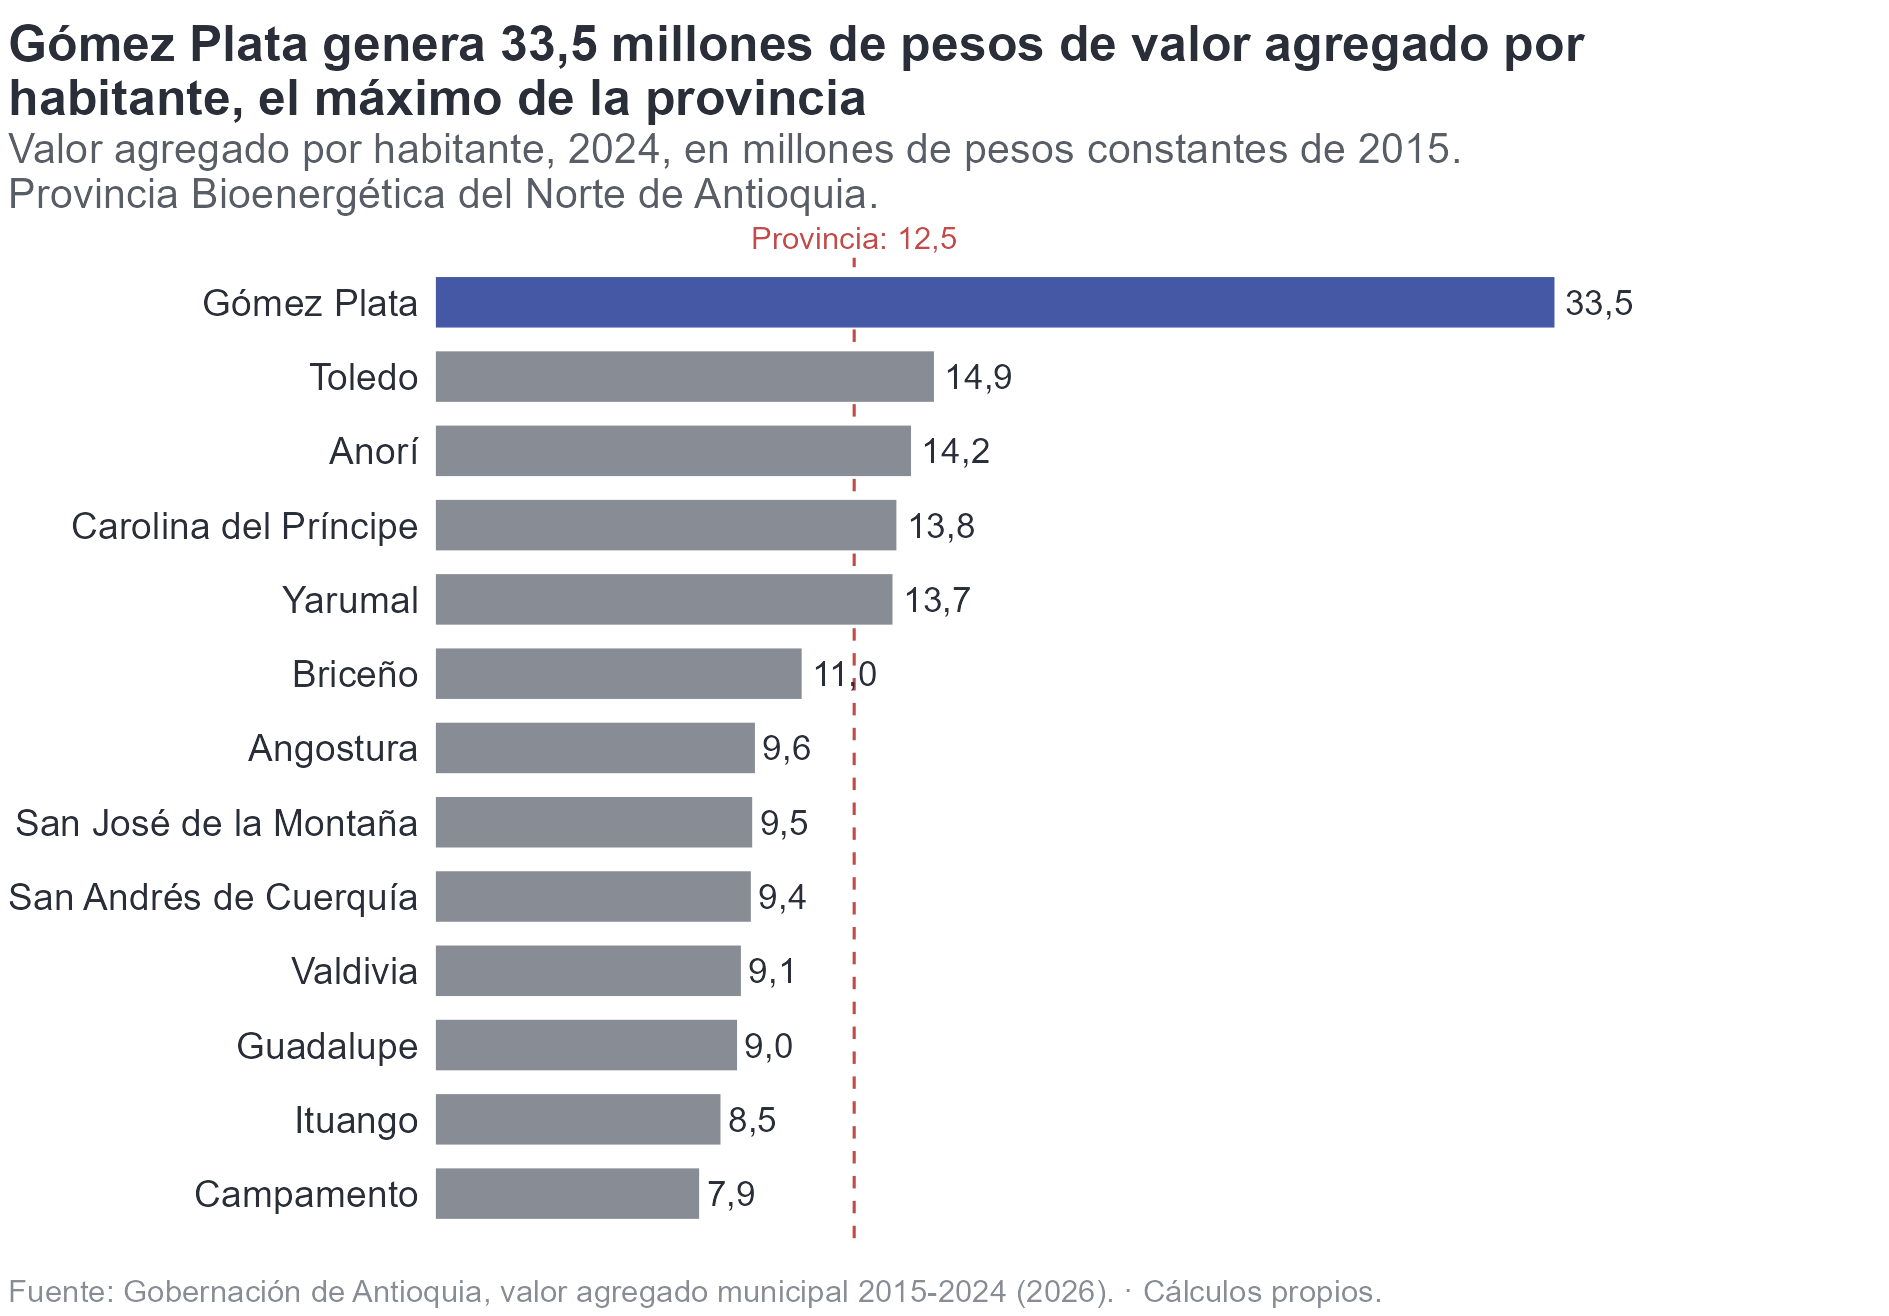 Gómez Plata genera 33,5 millones de pesos de valor agregado por
habitante, el máximo de la provincia
Valor agregado por habitante, 2024, en millones de pesos constantes de 2015.
Provincia Bioenergética del Norte de Antioquia.
Provincia: 12,5
Gómez Plata 33,5
Toledo 14,9
Anorí 14,2
Carolina del Príncipe 13,8
Yarumal 13,7
Briceño 11,0
Angostura 9,6
San José de la Montaña 9,5
San Andrés de Cuerquía 9,4
Valdivia 9,1
Guadalupe 9,0
Ituango 8,5
Campamento 7,9
Fuente: Gobernación de Antioquia, valor agregado municipal 2015-2024 (2026). · Cálculos propios.